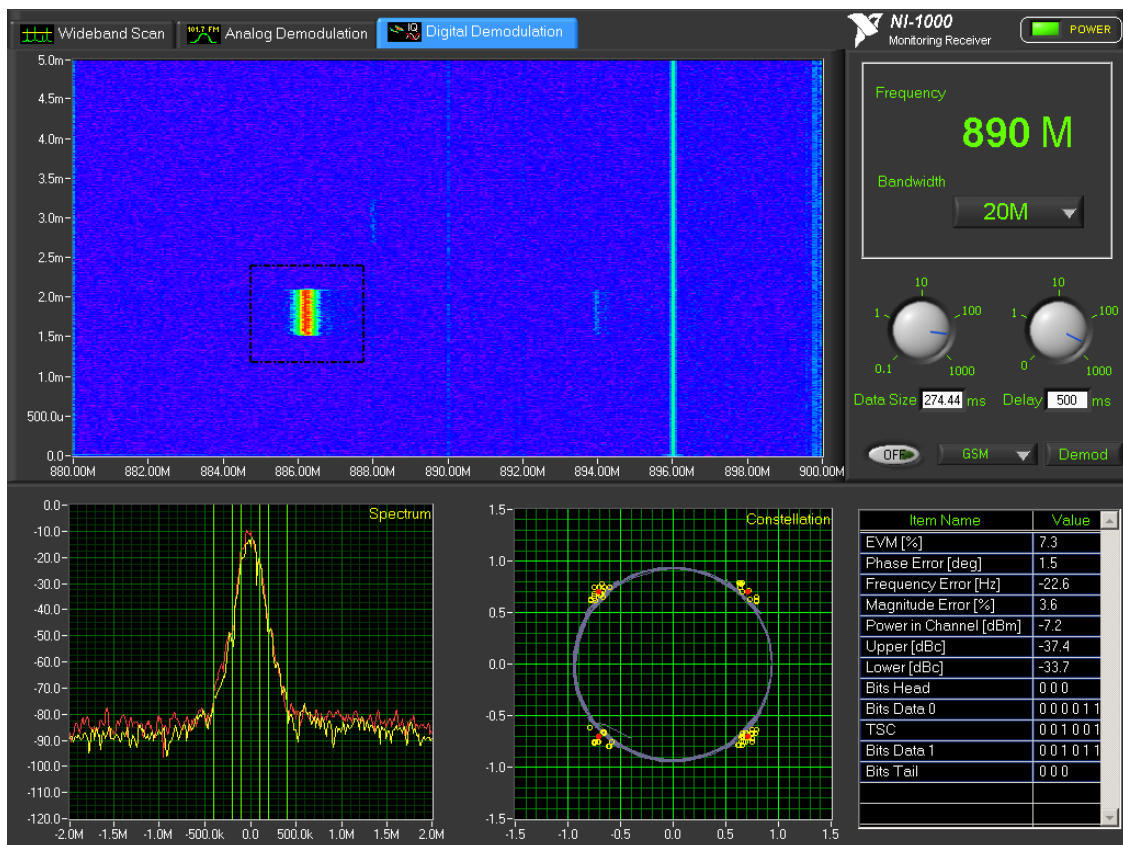 Wideband Scan
101.7 FM
Analog Demodulation
IQ
Digital Demodulation
NI-1000
Monitoring Receiver
POWER
5.0m
4.5m
4.0m
3.5m
3.0m
2.5m
2.0m
1.5m
1.0m
500.0u
0.0
880.00M 882.00M 884.00M 886.00M 888.00M 890.00M 892.00M 894.00M 896.00M 898.00M 900.00M
Frequency
890 M
Bandwidth
20M
10
1 100
0.1 1000
Data Size 274.44 ms
10
1 100
0 1000
Delay 500 ms
OFF GSM Demod
Spectrum
0.0
-10.0
-20.0
-30.0
-40.0
-50.0
-60.0
-70.0
-80.0
-90.0
-100.0
-110.0
-120.0
-2.0M -1.5M -1.0M -500.0k 0.0 500.0k 1.0M 1.5M 2.0M
Constellation
1.5
1.0
0.5
0.0
-0.5
-1.0
-1.5
-1.5 -1.0 -0.5 0.0 0.5 1.0 1.5
Item Name Value
EVM [%] 7.3
Phase Error [deg] 1.5
Frequency Error [Hz] -22.6
Magnitude Error [%] 3.6
Power in Channel [dBm] -7.2
Upper [dBc] -37.4
Lower [dBc] -33.7
Bits Head 0 0 0
Bits Data 0 0 0 0 0 1 1
TSC 0 0 1 0 0 1
Bits Data 1 0 0 1 0 1 1
Bits Tail 0 0 0